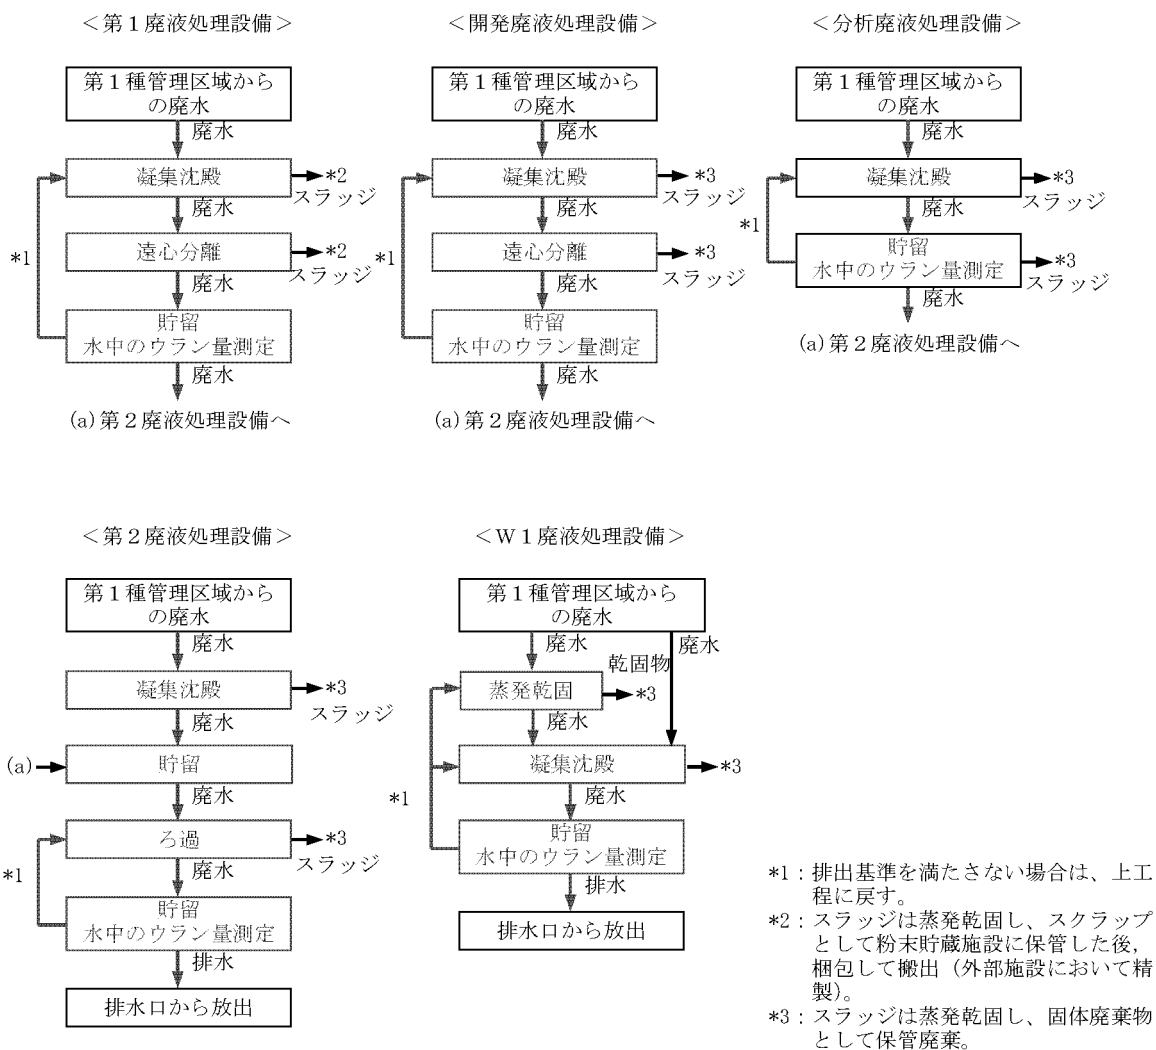 ＜第１廃液処理設備＞
第１種管理区域から
の廃水
廃水
凝集沈殿
*2
スラッジ
廃水
遠心分離
*2
スラッジ
*1
廃水
貯留
水中のウラン量測定
廃水
(a)第２廃液処理設備へ
＜開発廃液処理設備＞
第１種管理区域から
の廃水
廃水
凝集沈殿
*3
スラッジ
廃水
遠心分離
*3
スラッジ
*1
廃水
貯留
水中のウラン量測定
廃水
(a)第２廃液処理設備へ
＜分析廃液処理設備＞
第１種管理区域から
の廃水
廃水
凝集沈殿
*3
スラッジ
廃水
*1
貯留
水中のウラン量測定
*3
スラッジ
廃水
(a)第２廃液処理設備へ
＜第２廃液処理設備＞
第１種管理区域から
の廃水
廃水
凝集沈殿
*3
スラッジ
廃水
(a)
貯留
廃水
ろ過
*3
スラッジ
*1
廃水
貯留
水中のウラン量測定
排水
排水口から放出
＜Ｗ１廃液処理設備＞
第１種管理区域から
の廃水
廃水
廃水
乾固物
蒸発乾固
*3
廃水
凝集沈殿
*3
*1
廃水
貯留
水中のウラン量測定
排水
排水口から放出
*1：排出基準を満たさない場合は、上工
程に戻す。
*2：スラッジは蒸発乾固し、スクラップ
として粉末貯蔵施設に保管した後,
梱包して搬出（外部施設において精
製）。
*3：スラッジは蒸発乾固し、固体廃棄物
として保管廃棄。